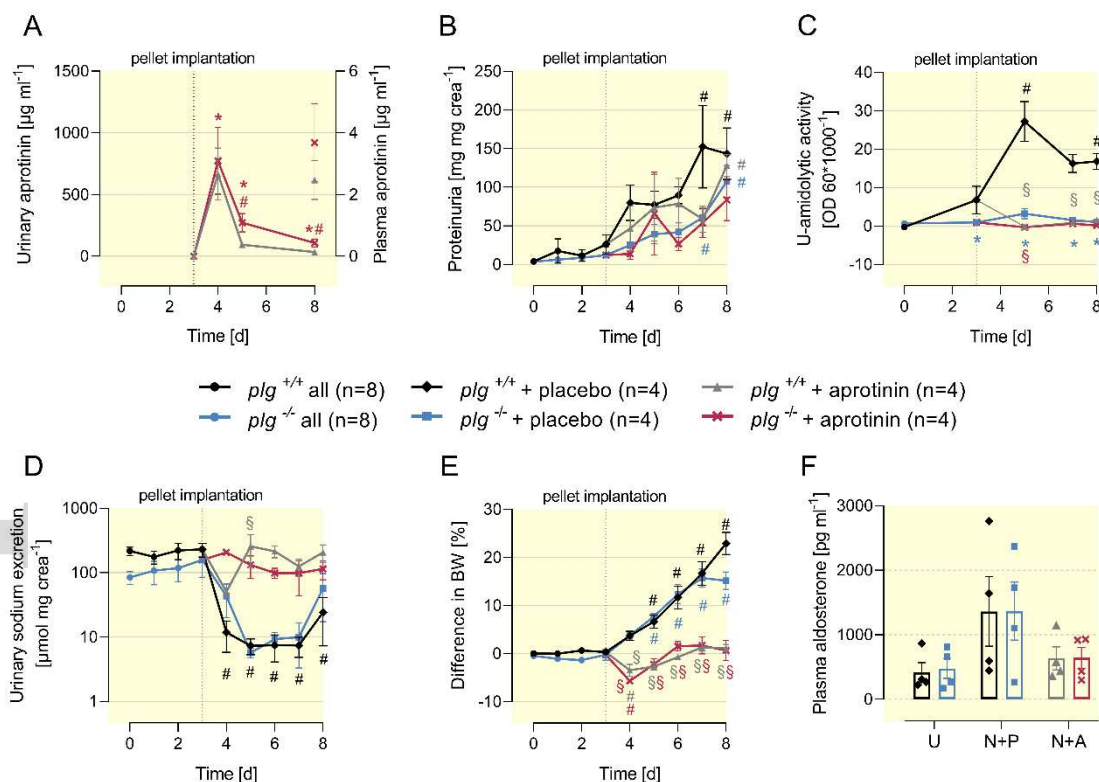 A
pellet implantation
Urinary aprotinin [µg ml-1]
1500
1000
500
0
6
4
2
0
Plasma aprotinin [µg ml-1]
*
*
#
*#
0 2 4 6 8
Time [d]
B
pellet implantation
Proteinuria [mg mg crea-1]
250
200
150
100
50
0
# #
#
#
#
0 2 4 6 8
Time [d]
C
pellet implantation
U-amidolytic activity
[OD 60*1000-1]
40
30
20
10
0
-10
#
#
§ § §
* * * *
§
0 2 4 6 8
Time [d]
plg +/+ all (n=8) plg +/+ + placebo (n=4) plg +/+ + aprotinin (n=4)
plg -/- all (n=8) plg -/- + placebo (n=4) plg -/- + aprotinin (n=4)
D
pellet implantation
Urinary sodium excretion
[µmol mg crea-1]
1000
100
10
1
§
# # # # #
0 2 4 6 8
Time [d]
E
pellet implantation
Difference in BW [%]
30
20
10
0
-10
# # # #
# # # #
§
§ §§ §§ §§ §§
#
#
0 2 4 6 8
Time [d]
F
Plasma aldosterone [pg ml-1]
3000
2000
1000
0
U N+P N+A